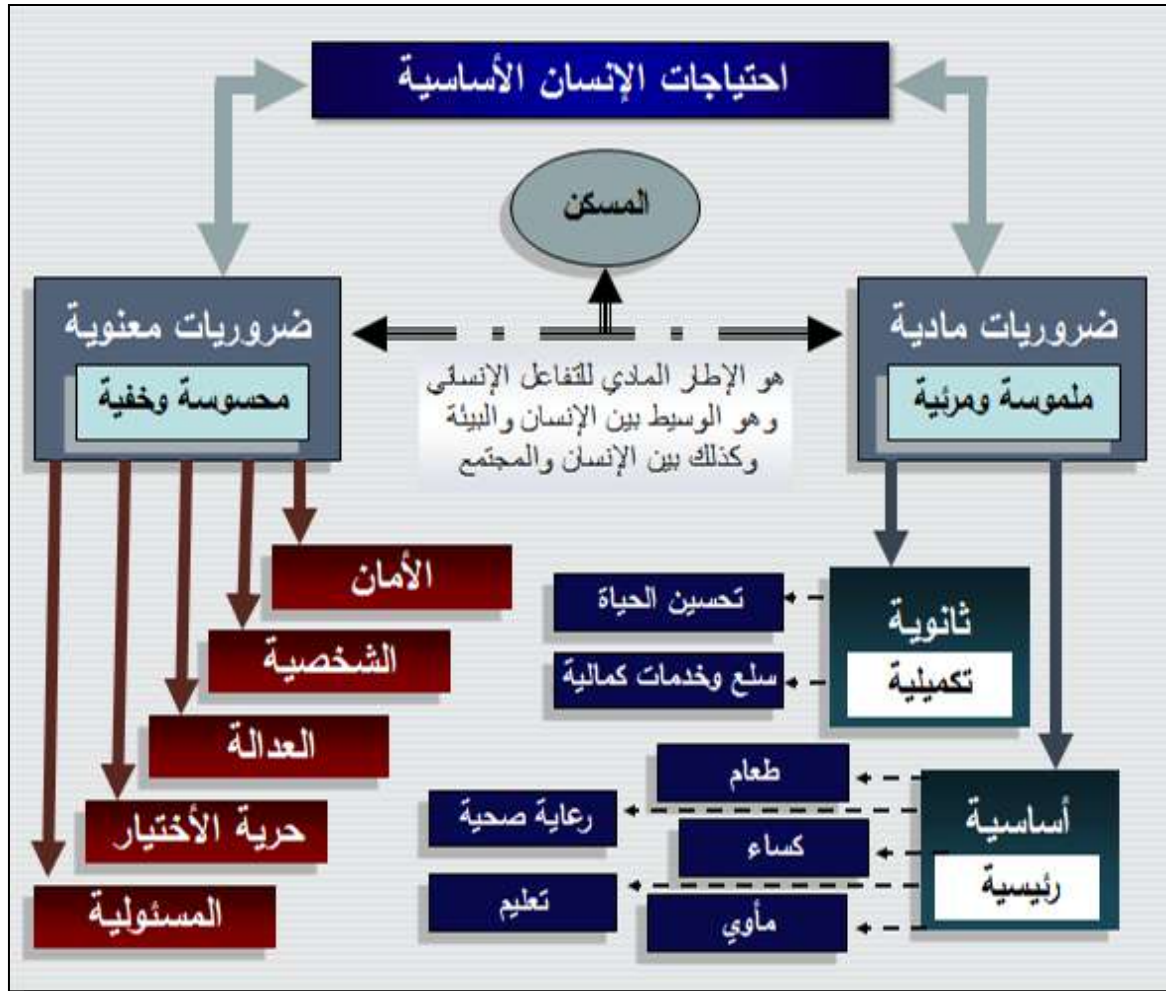 احتياجات الإنسان الأساسية
المسكن
ضروريات مادية
ملموسة ومرئية
ضروريات معنوية
محسوسة وخفية
هو الإطار المادي للتفاعل الإنساني
وهو الوسيط بين الإنسان والبيئة
وكذلك بين الإنسان والمجتمع
ثانوية
تكميلية
تحسين الحياة
سلع وخدمات كمالية
أساسية
رئيسية
طعام
رعاية صحية
كساء
تعليم
مأوي
الأمان
الشخصية
العدالة
حرية الأختيار
المسئولية